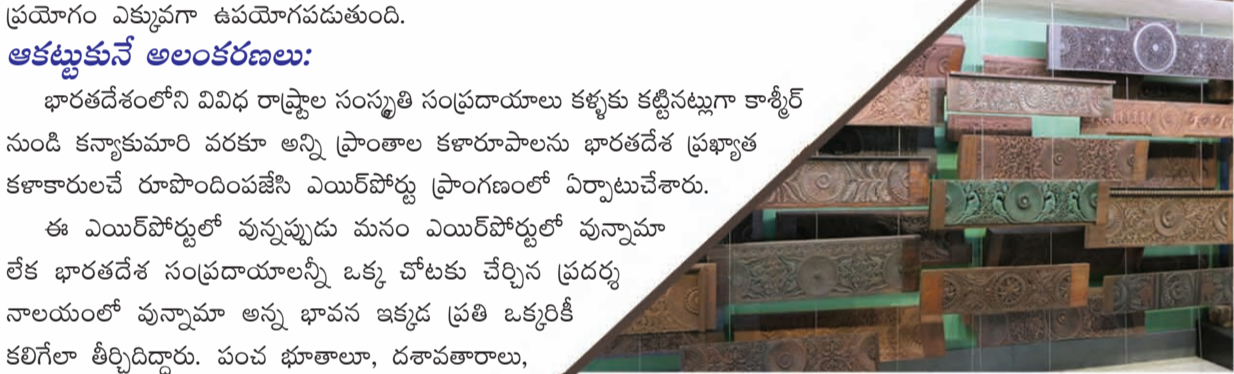 ప్రయోగం ఎక్కువగా ఉపయోగపడుతుంది.
ఆకట్టుకునే అలంకరణలు:
భారతదేశంలోని వివిధ రాష్ట్రాల సంస్కృతి సంప్రదాయాలు కళ్ళకు కట్టినట్లుగా కాశ్మీర్
నుండి కన్యాకుమారి వరకూ అన్ని ప్రాంతాల కళారూపాలను భారతదేశ ప్రఖ్యాత
కళాకారులచే రూపొందింపజేసి ఎయిర్‌పోర్టు ప్రాంగణంలో ఏర్పాటుచేశారు.
ఈ ఎయిర్‌పోర్టులో వున్నప్పుడు మనం ఎయిర్‌పోర్టులో వున్నామా
లేక భారతదేశ సంప్రదాయాలన్నీ ఒక్క చోటకు చేర్చిన ప్రదర్శ
నాలయంలో వున్నామా అన్న భావన ఇక్కడ ప్రతి ఒక్కరికీ
కలిగేలా తీర్చిదిద్దారు. పంచ భూతాలూ, దశావతారాలు,